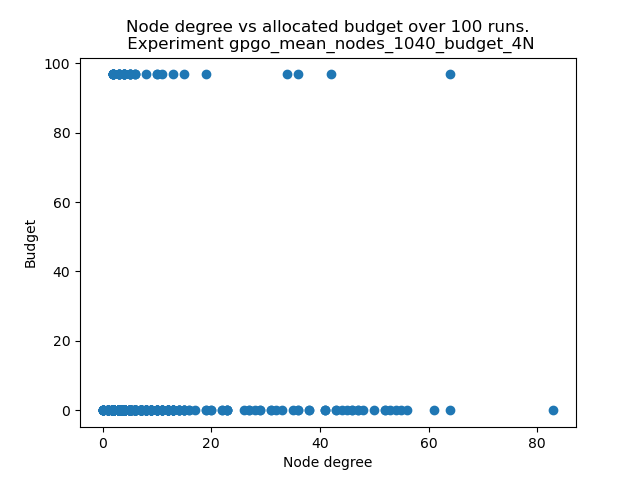 Node degree vs allocated budget over 100 runs.
Experiment gpgo_mean_nodes_1040_budget_4N
100
80
60
40
20
0
Budget
0 20 40 60 80
Node degree